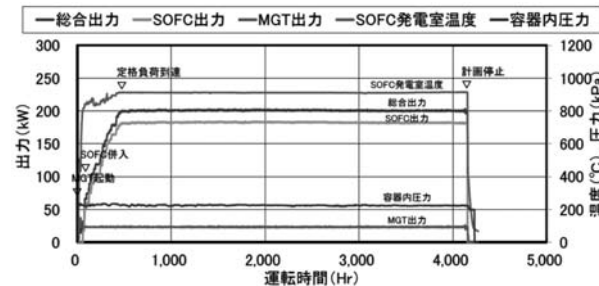 総合出力 SOFC出力 MGT出力 SOFC発電室温度 容器内圧力
300 1200
250 1000
200 800
150 600
100 400
50 200
0 0
出力(kW)
温度(℃) 圧力(kPa)
定格負荷到達
計画停止
SOFC発電室温度
総合出力
SOFC出力
SOFC併入
MGT起動
容器内圧力
MGT出力
0 1,000 2,000 3,000 4,000 5,000
運転時間(Hr)